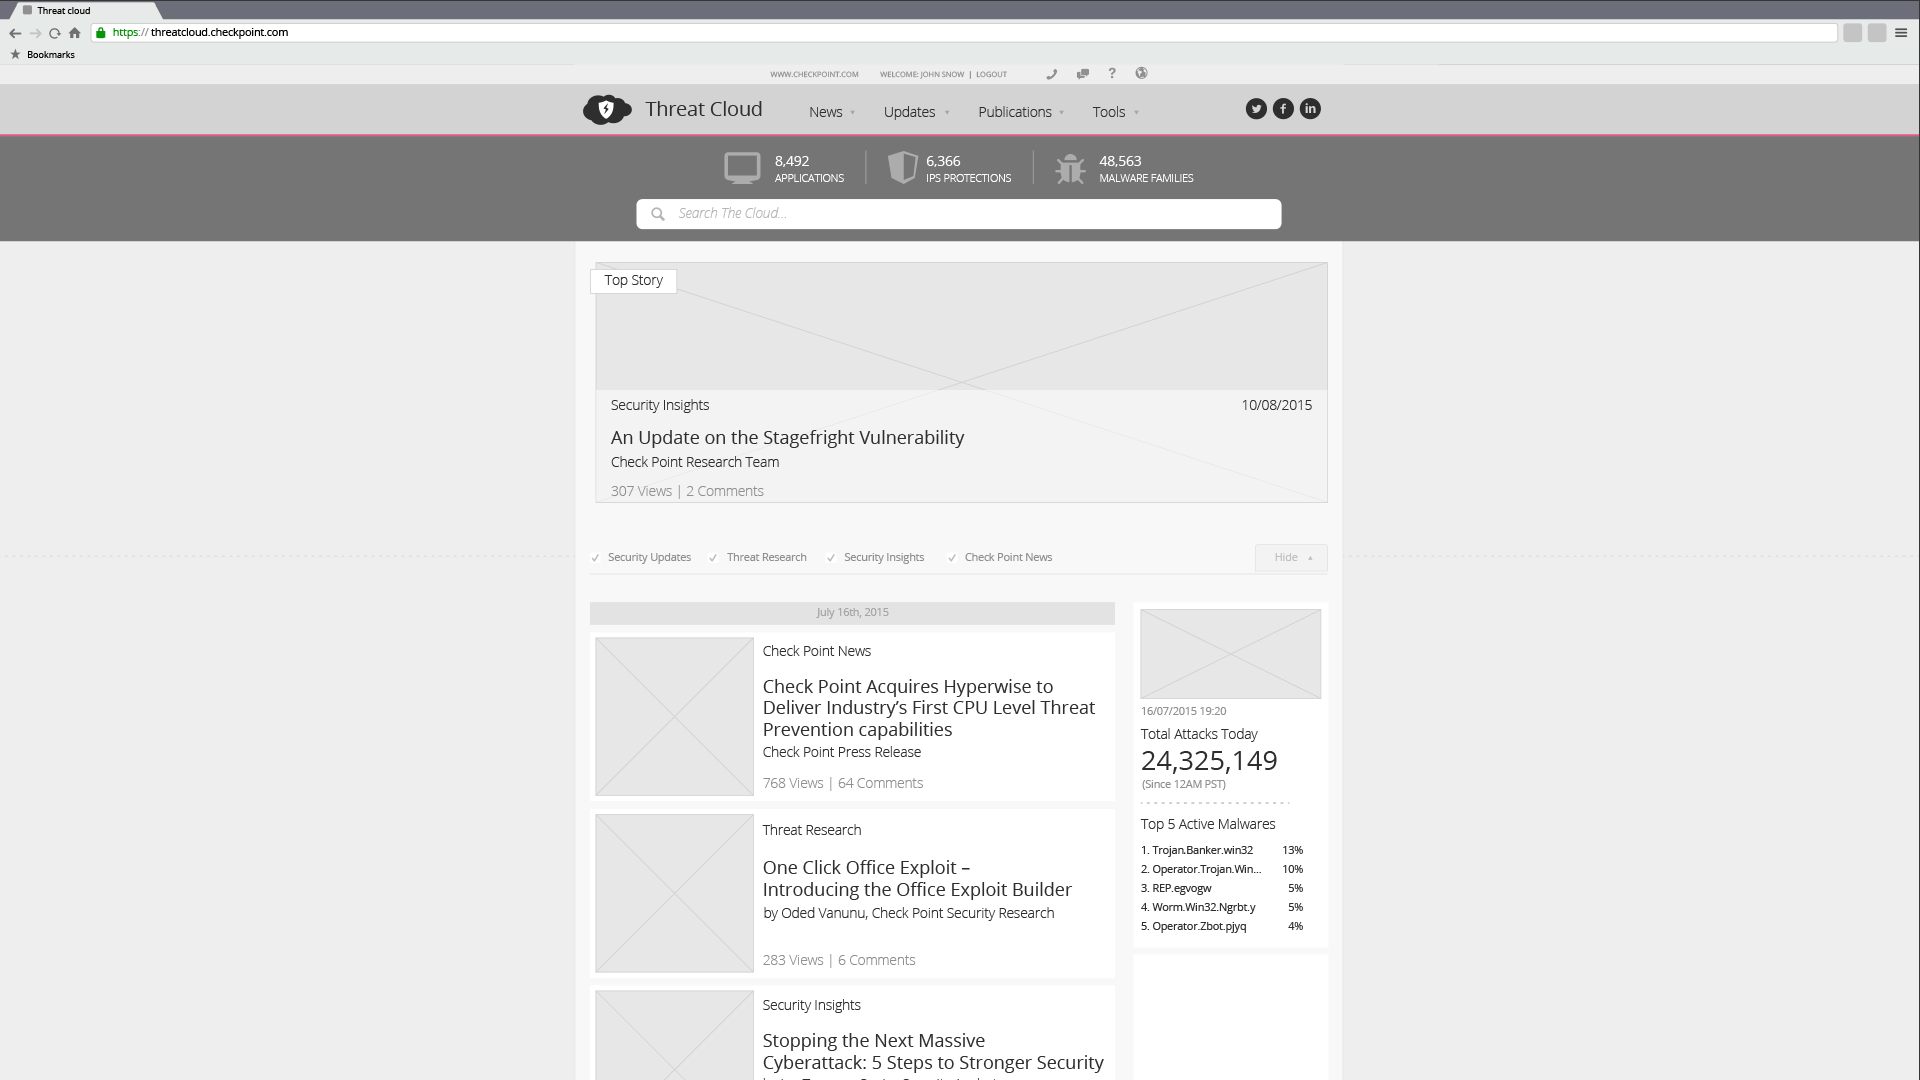 Threat cloud
https:// threatcloud.checkpoint.com
Bookmarks
WWW.CHECKPOINT.COM WELCOME: JOHN SNOW | LOGOUT
Threat Cloud News Updates Publications Tools
8,492
APPLICATIONS
6,366
IPS PROTECTIONS
48,563
MALWARE FAMILIES
Search The Cloud...
Top Story
Security Insights 10/08/2015
An Update on the Stagefright Vulnerability
Check Point Research Team
307 Views | 2 Comments
Security Updates Threat Research Security Insights Check Point News Hide
July 16th, 2015
Check Point News
Check Point Acquires Hyperwise to
Deliver Industry’s First CPU Level Threat
Prevention capabilities
Check Point Press Release
768 Views | 64 Comments
Threat Research
One Click Office Exploit –
Introducing the Office Exploit Builder
by Oded Vanunu, Check Point Security Research
283 Views | 6 Comments
Security Insights
Stopping the Next Massive
Cyberattack: 5 Steps to Stronger Security
16/07/2015 19:20
Total Attacks Today
24,325,149
(Since 12AM PST)
Top 5 Active Malwares
1. Trojan.Banker.win32 13%
2. Operator.Trojan.Win... 10%
3. REP.egvogw 5%
4. Worm.Win32.Ngrbt.y 5%
5. Operator.Zbot.pjyq 4%